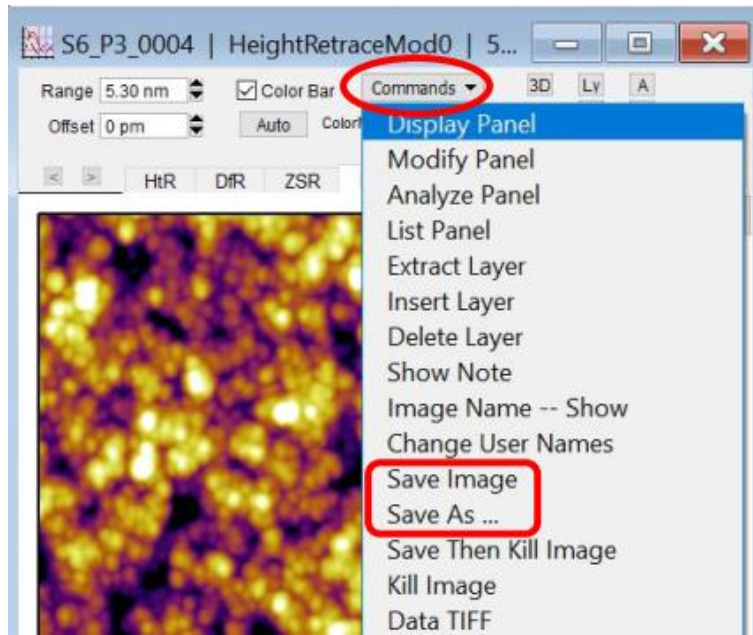 S6_P3_0004 | HeightRetraceMod0 | 5...
Range 5.30 nm Color Bar Commands 3D Ly A
Offset 0 pm Auto
HtR DfR ZSR
Display Panel
Modify Panel
Analyze Panel
List Panel
Extract Layer
Insert Layer
Delete Layer
Show Note
Image Name -- Show
Change User Names
Save Image
Save As ...
Save Then Kill Image
Kill Image
Data TIFF